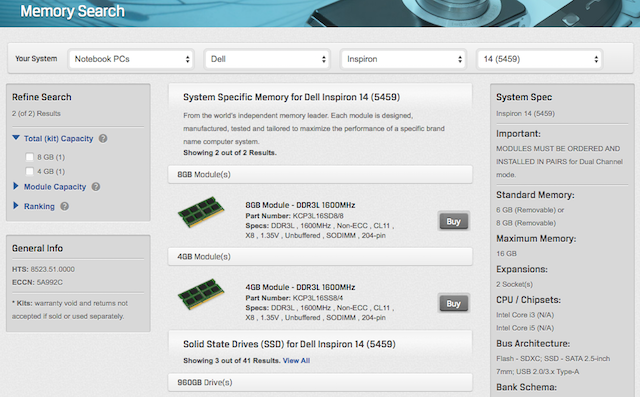 Memory Search
Your System
Notebook PCs
Dell
Inspiron
14 (5459)
Refine Search
2 (of 2) Results
Total (kit) Capacity ?
8 GB (1)
4 GB (1)
Module Capacity ?
Ranking ?
General Info
HTS: 8523.51.0000
ECCN: 5A992C
* Kits: warranty void and returns not
accepted if sold or used separately.
System Specific Memory for Dell Inspiron 14 (5459)
From the world's independent memory leader. Each module is designed,
manufactured, tested and tailored to maximize the performance of a specific brand
name computer system.
Showing 2 out of 2 Results.
8GB Module(s)
8GB Module - DDR3L 1600MHz
Part Number: KCP3L16SD8/8
Specs: DDR3L , 1600MHz , Non-ECC , CL11 ,
X8 , 1.35V , Unbuffered , SODIMM , 204-pin
Buy
4GB Module(s)
4GB Module - DDR3L 1600MHz
Part Number: KCP3L16SS8/4
Specs: DDR3L , 1600MHz , Non-ECC , CL11 ,
X8 , 1.35V , Unbuffered , SODIMM , 204-pin
Buy
Solid State Drives (SSD) for Dell Inspiron 14 (5459)
Showing 3 out of 41 Results. View All
960GB Drive(s)
System Spec
Inspiron 14 (5459)
Important:
MODULES MUST BE ORDERED AND
INSTALLED IN PAIRS for Dual Channel
mode.
Standard Memory:
6 GB (Removable) or
8 GB (Removable)
Maximum Memory:
16 GB
Expansions:
2 Socket(s)
CPU / Chipsets:
Intel Core i3 (N/A)
Intel Core i5 (N/A)
Bus Architecture:
Flash - SDXC; SSD - SATA 2.5-inch
7mm; USB 2.0/3.x Type-A
Bank Schema: